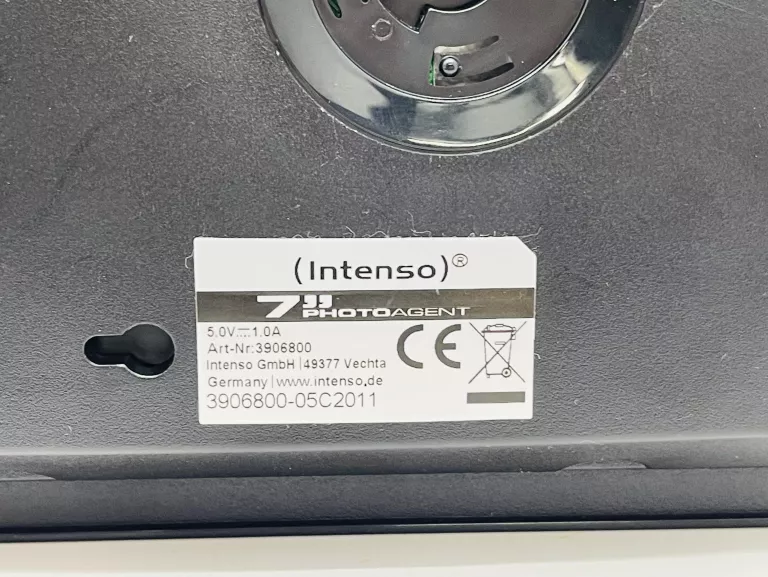 (Intenso)®
7" PHOTOAGENT
5.0V⎓1.0A
Art-Nr:3906800
Intenso GmbH|49377 Vechta
Germany|www.intenso.de
3906800-05C2011
CE